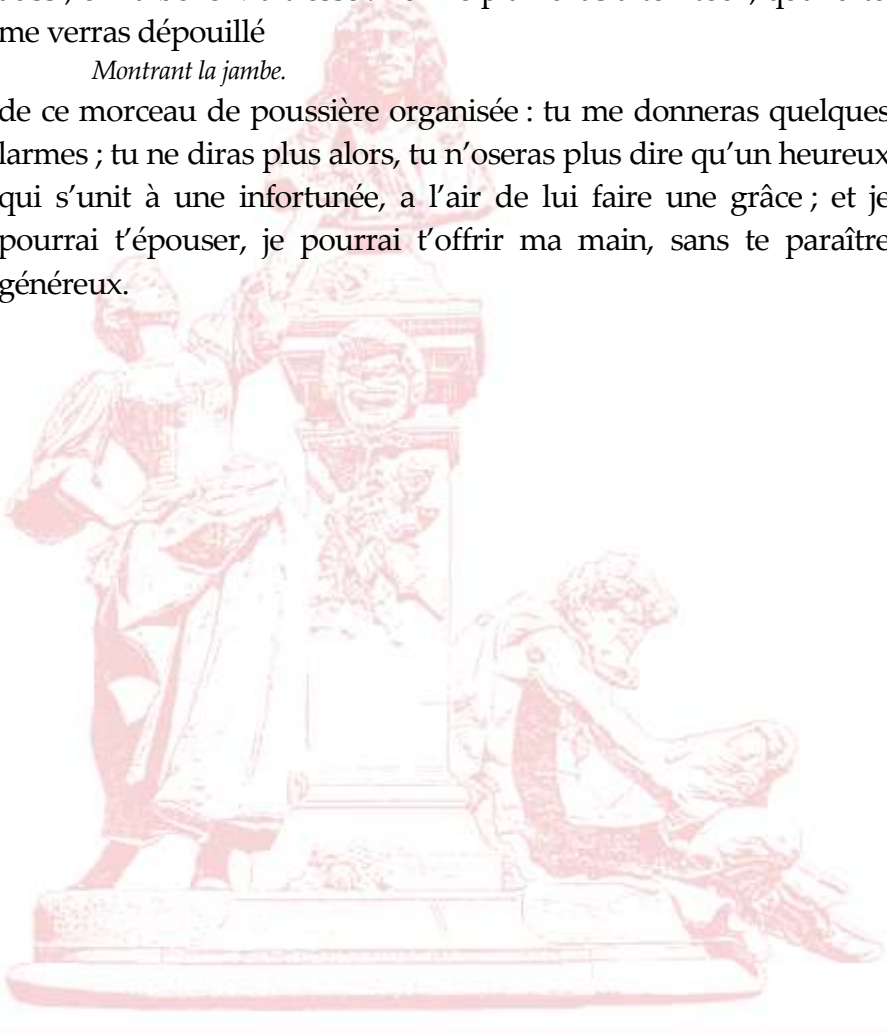 me verras dépouillé
Montrant la jambe.
de ce morceau de poussière organisée : tu me donneras quelques
larmes ; tu ne diras plus alors, tu n’oseras plus dire qu’un heureux
qui s’unit à une infortunée, a l’air de lui faire une grâce ; et je
pourrai t’épouser, je pourrai t’offrir ma main, sans te paraître
généreux.